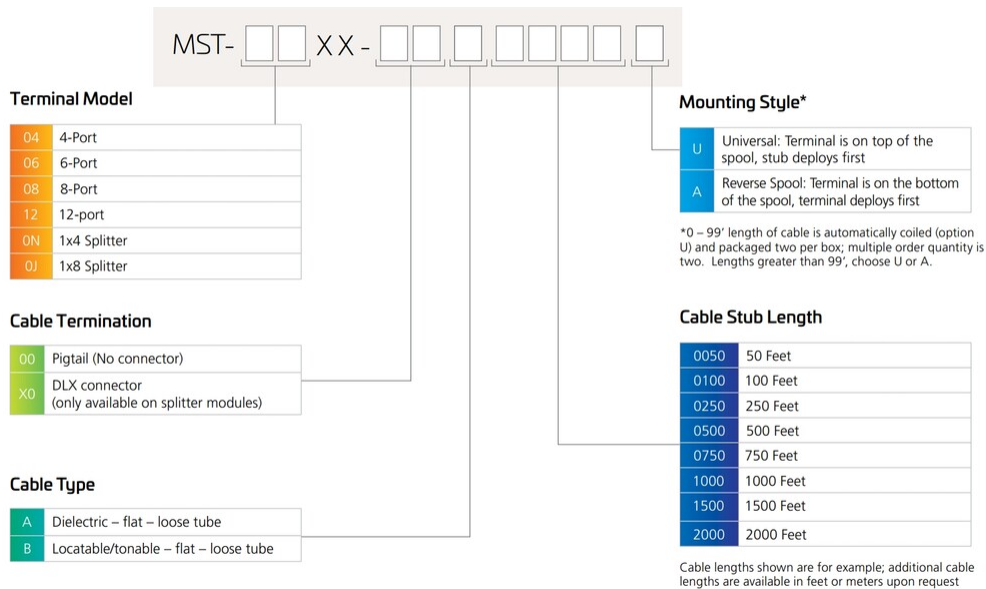 MST- XX-
Terminal Model
04 4-Port
06 6-Port
08 8-Port
12 12-port
0N 1x4 Splitter
0J 1x8 Splitter
Cable Termination
00 Pigtail (No connector)
X0 DLX connector
(only available on splitter modules)
Cable Type
A Dielectric – flat – loose tube
B Locatable/tonable – flat – loose tube
Mounting Style*
U Universal: Terminal is on top of the
spool, stub deploys first
A Reverse Spool: Terminal is on the bottom
of the spool, terminal deploys first
*0 – 99’ length of cable is automatically coiled (option
U) and packaged two per box; multiple order quantity is
two. Lengths greater than 99’, choose U or A.
Cable Stub Length
0050 50 Feet
0100 100 Feet
0250 250 Feet
0500 500 Feet
0750 750 Feet
1000 1000 Feet
1500 1500 Feet
2000 2000 Feet
Cable lengths shown are for example; additional cable
lengths are available in feet or meters upon request